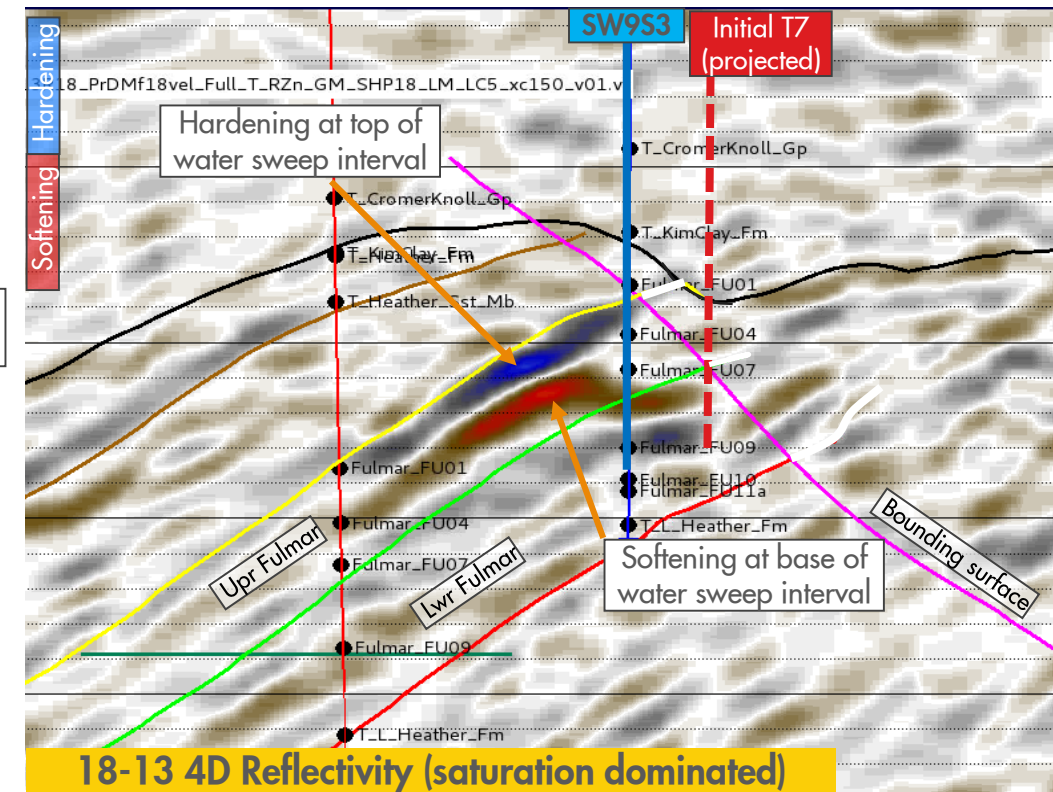 Hardening
Softening
SW9S3
Initial T7
(projected)
18_PrDMf18vel_Full_T_RZn_GM_SHP18_LM_LC5_xc150_v01.v
Hardening at top of
water sweep interval
T_CromerKnoll_Gp
T_CromerKnoll_Gp
T_KimClay_Fm
T_KimClay_Fm
T_Heather_Fm
Fulmar_FU01
T_Heather_Sst_Mb
Fulmar_FU04
Fulmar_FU07
Fulmar_FU09
Fulmar_FU01
Fulmar_FU10
Fulmar_FU11a
Fulmar_FU04
T_L_Heather_Fm
Upr Fulmar
Fulmar_FU07
Lwr Fulmar
Softening at base of
water sweep interval
Bounding surface
Fulmar_FU09
T_L_Heather_Fm
18-13 4D Reflectivity (saturation dominated)